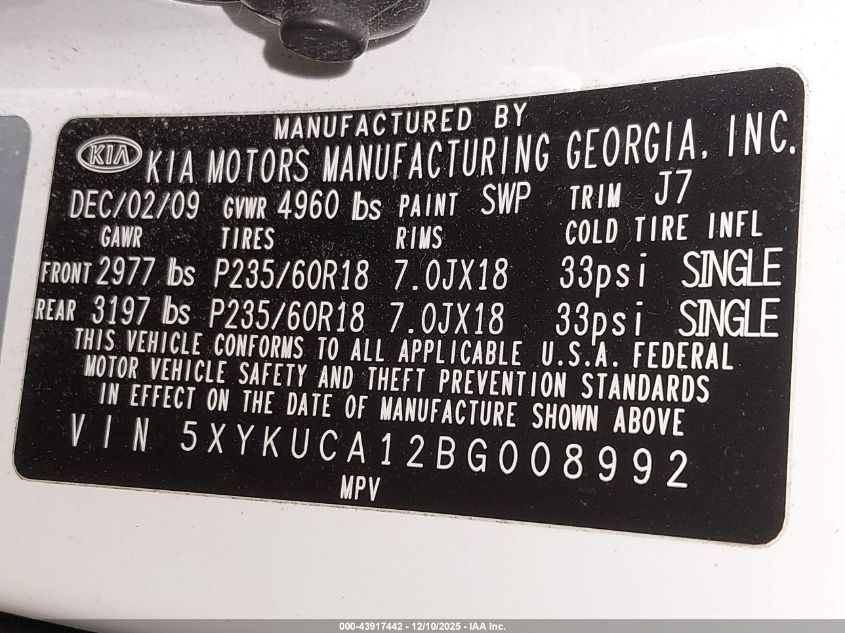 MANUFACTURED BY
KIA KIA MOTORS MANUFACTURING GEORGIA, INC.
DEC/02/09 GVWR 4960 lbs PAINT SWP TRIM J7
GAWR TIRES RIMS COLD TIRE INFL
FRONT 2977 lbs P235/60R18 7.0JX18 33psi SINGLE
REAR 3197 lbs P235/60R18 7.0JX18 33psi SINGLE
THIS VEHICLE CONFORMS TO ALL APPLICABLE U.S.A. FEDERAL
MOTOR VEHICLE SAFETY AND THEFT PREVENTION STANDARDS
IN EFFECT ON THE DATE OF MANUFACTURE SHOWN ABOVE
VIN 5XYKUCA12BG008992
MPV
000-43917442 - 12/10/2025 - IAA Inc.